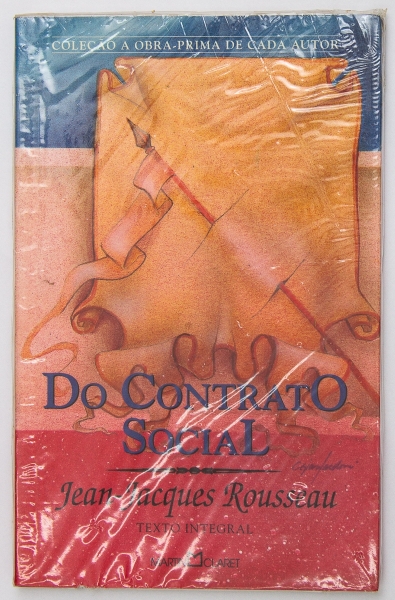 COLEÇÃO A OBRA-PRIMA DE CADA AUTOR
DO CONTRATO
SOCIAL
Jean-Jacques Rousseau
TEXTO INTEGRAL
MARTIN CLARET